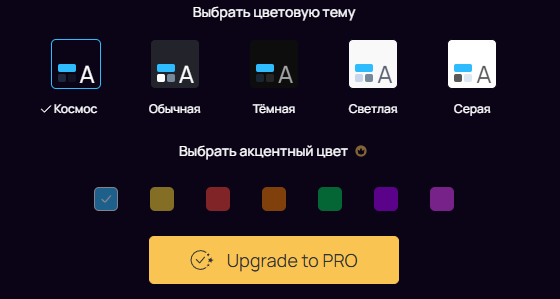 Выбрать цветовую тему
A A A A A
Космос Обычная Тёмная Светлая Серая
Выбрать акцентный цвет
Upgrade to PRO